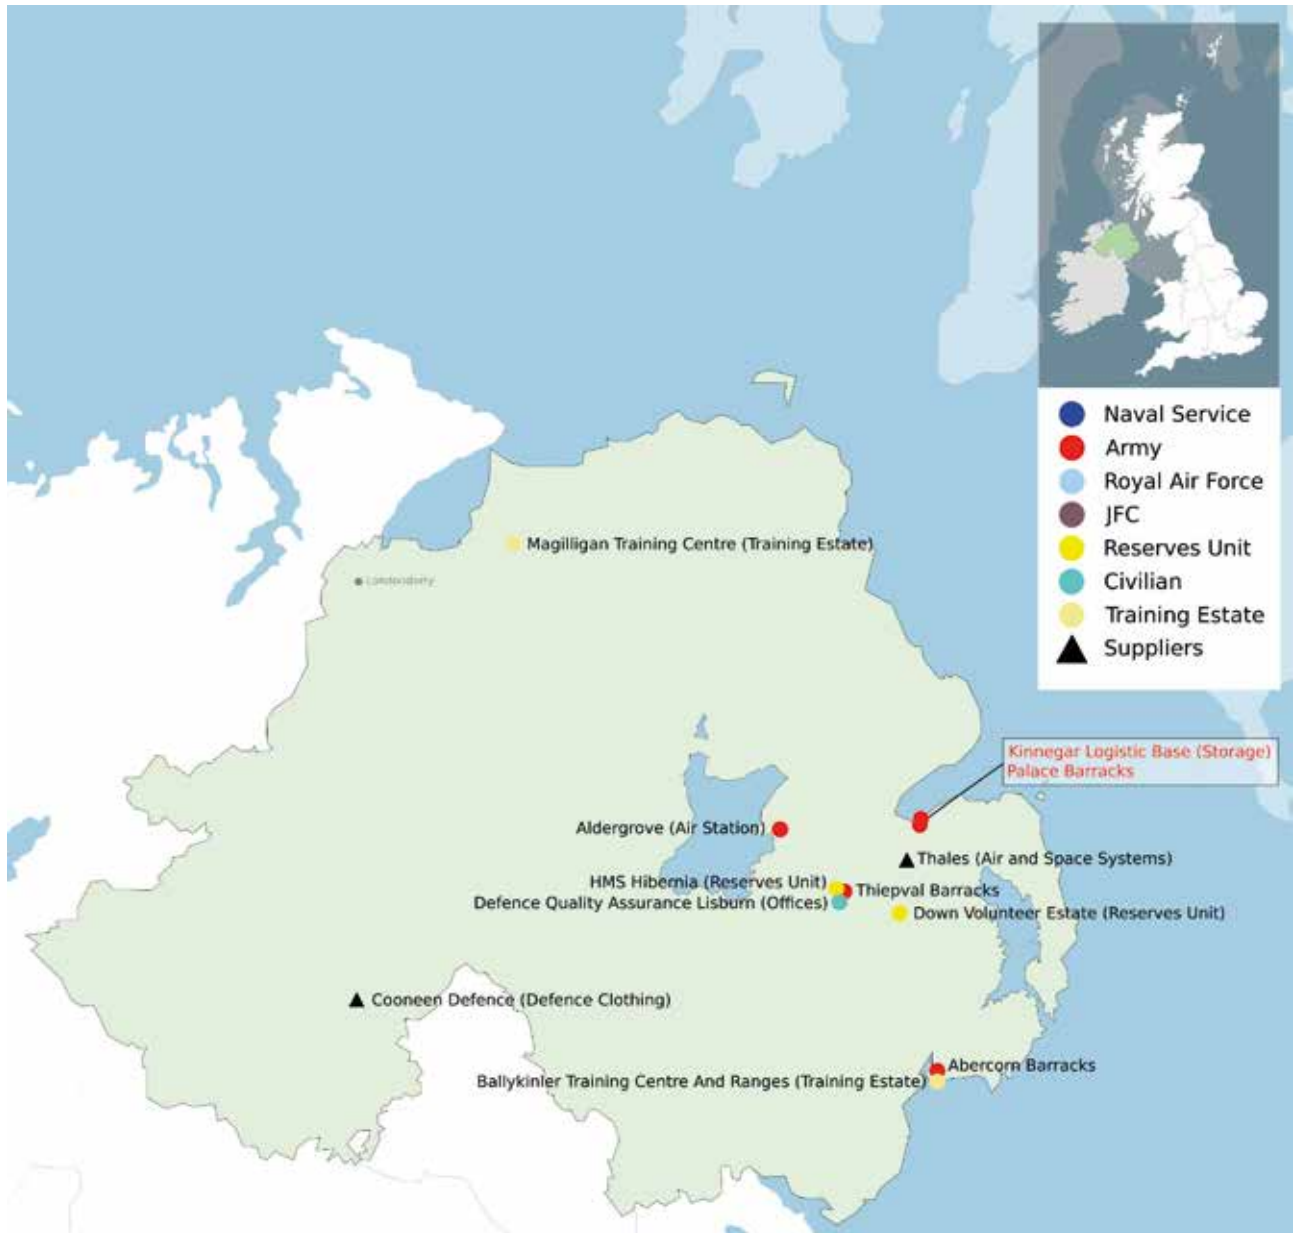 Naval Service
Army
Royal Air Force
JFC
Reserves Unit
Civilian
Training Estate
Suppliers
Magilligan Training Centre (Training Estate)
Londonderry
Kinnegar Logistic Base (Storage)
Palace Barracks
Aldergrove (Air Station)
Thales (Air and Space Systems)
HMS Hibernia (Reserves Unit)
Thiepval Barracks
Defence Quality Assurance Lisburn (Offices)
Down Volunteer Estate (Reserves Unit)
Cooneen Defence (Defence Clothing)
Abercorn Barracks
Ballykinler Training Centre And Ranges (Training Estate)